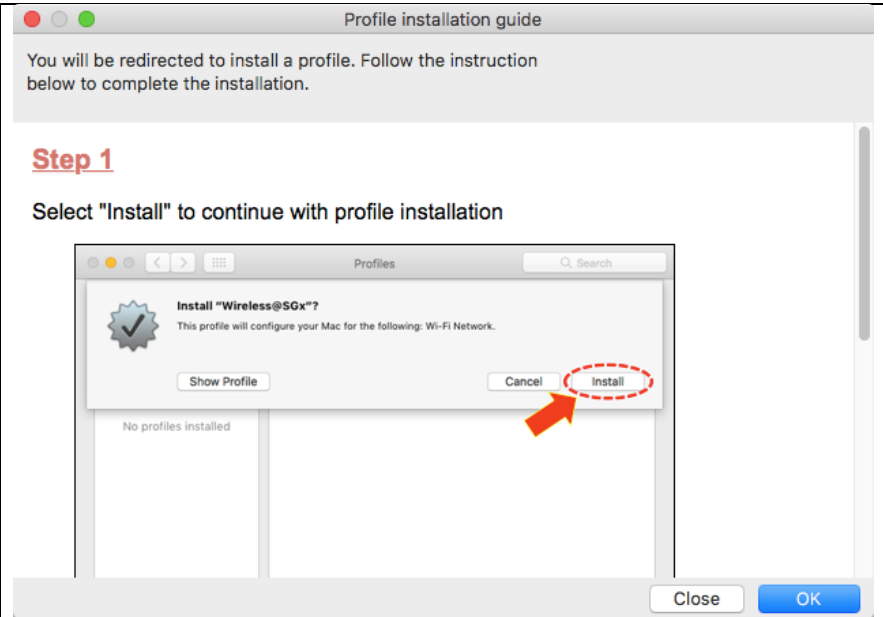 Profile installation guide
You will be redirected to install a profile. Follow the instruction
below to complete the installation.
Step 1
Select "Install" to continue with profile installation
Profiles
Search
Install “Wireless@SGx”?
This profile will configure your Mac for the following: Wi-Fi Network.
Show Profile
Cancel
Install
No profiles installed
Close
OK